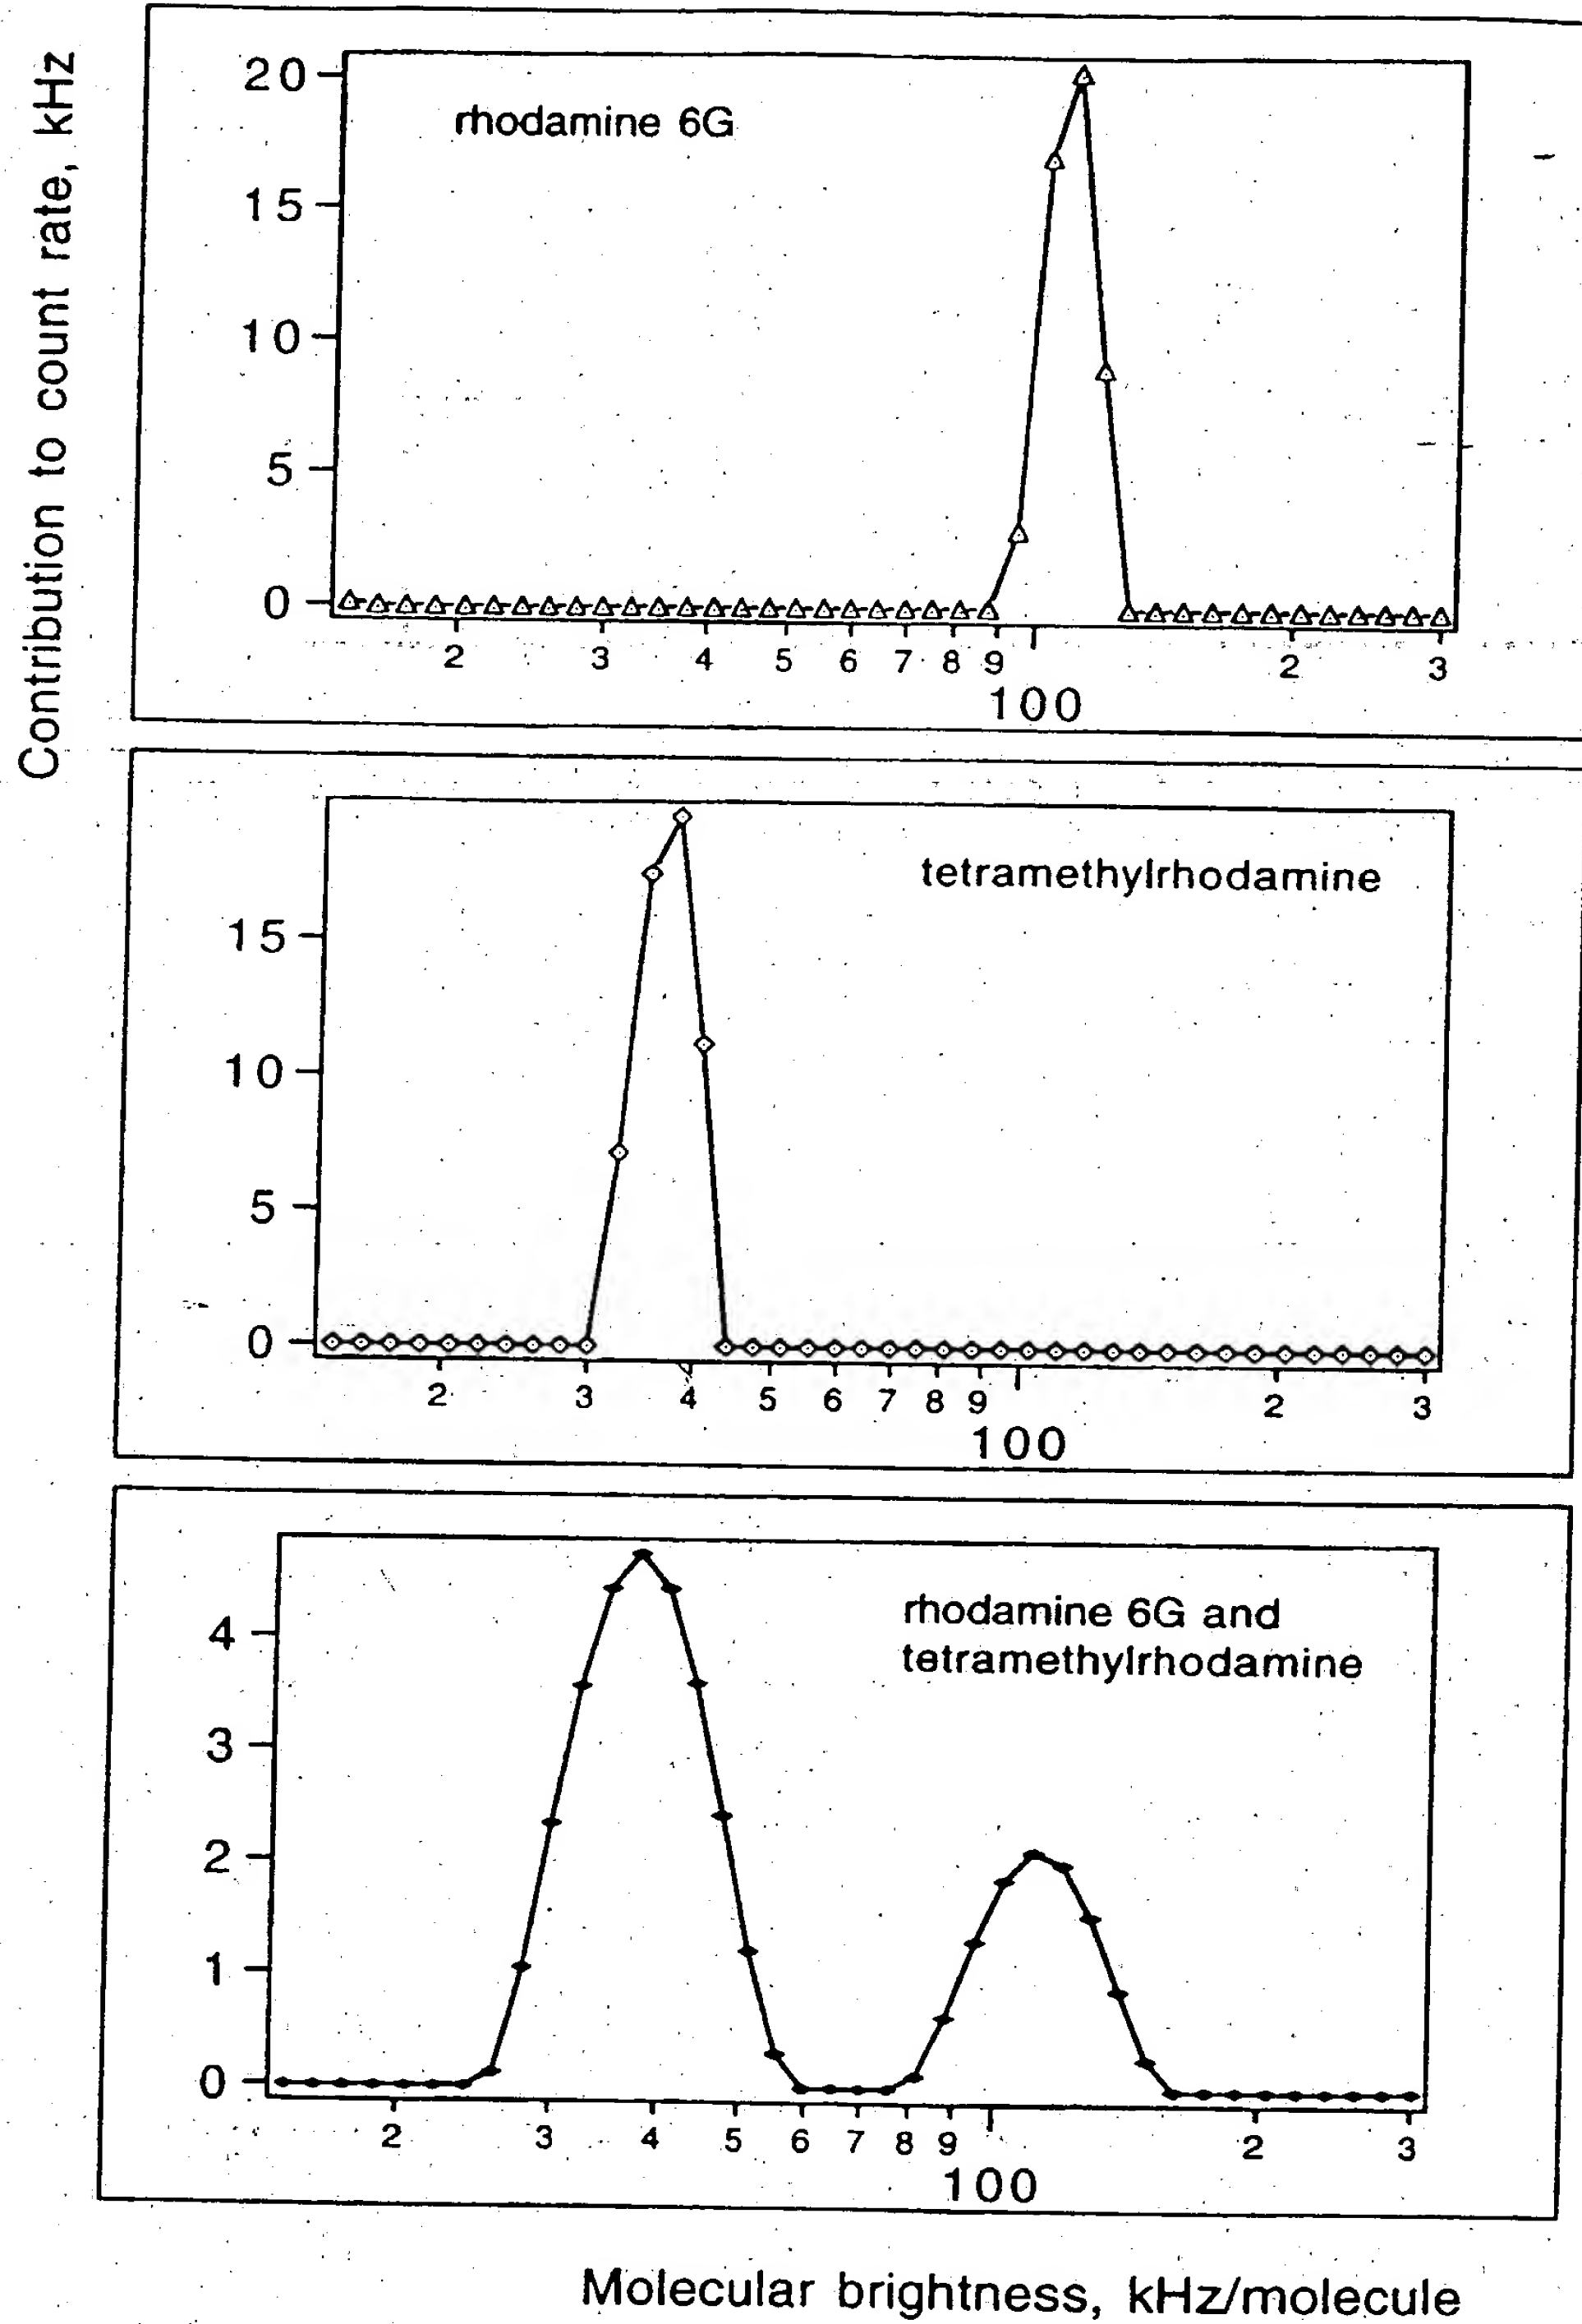 Contribution to count rate, kHz
20
rhodamine 6G
15
10
5
0
2 3 4 5 6 7 8 9 2 3
100
tetramethylrhodamine
15
10
5
0
2 3 4 5 6 7 8 9 2 3
100
rhodamine 6G and
4
tetramethylrhodamine
3
2
1
0
2 3 4 5 6 7 8 9 2 3
100
Molecular brightness, kHz/molecule